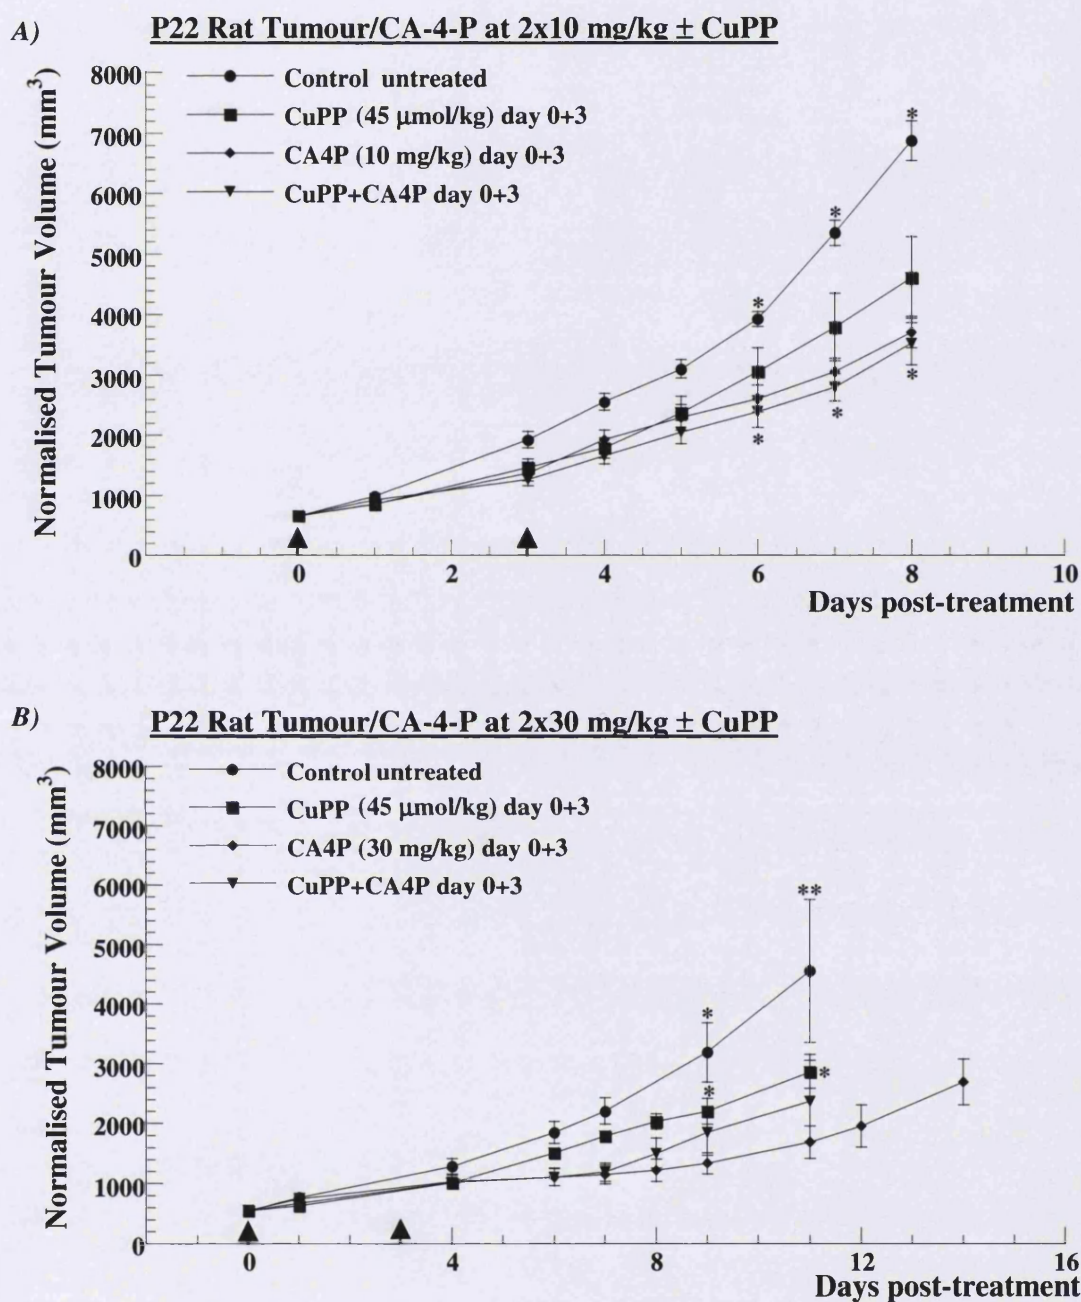 A)
P22 Rat Tumour/CA-4-P at 2x10 mg/kg ± CuPP
Normalised Tumour Volume (mm³)
8000
7000
6000
5000
4000
3000
2000
1000
0
Control untreated
CuPP (45 µmol/kg) day 0+3
CA4P (10 mg/kg) day 0+3
CuPP+CA4P day 0+3
*
*
*
*
*
*
0 2 4 6 8 10
Days post-treatment
B)
P22 Rat Tumour/CA-4-P at 2x30 mg/kg ± CuPP
Normalised Tumour Volume (mm³)
8000
7000
6000
5000
4000
3000
2000
1000
0
Control untreated
CuPP (45 µmol/kg) day 0+3
CA4P (30 mg/kg) day 0+3
CuPP+CA4P day 0+3
**
*
*
*
0 4 8 12 16
Days post-treatment